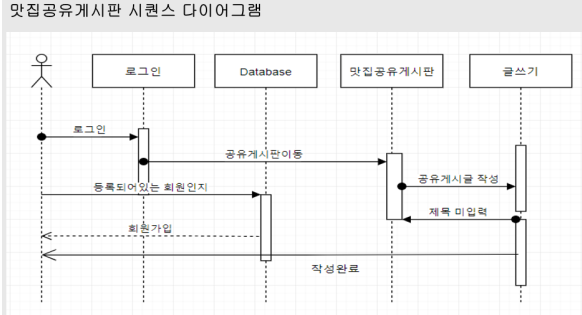 맛집공유게시판 시퀀스 다이어그램
로그인
Database
맛집공유게시판
글쓰기
로그인
공유게시판이동
공유게시글 작성
등록되어있는 회원인지
제목 미입력
회원가입
작성완료